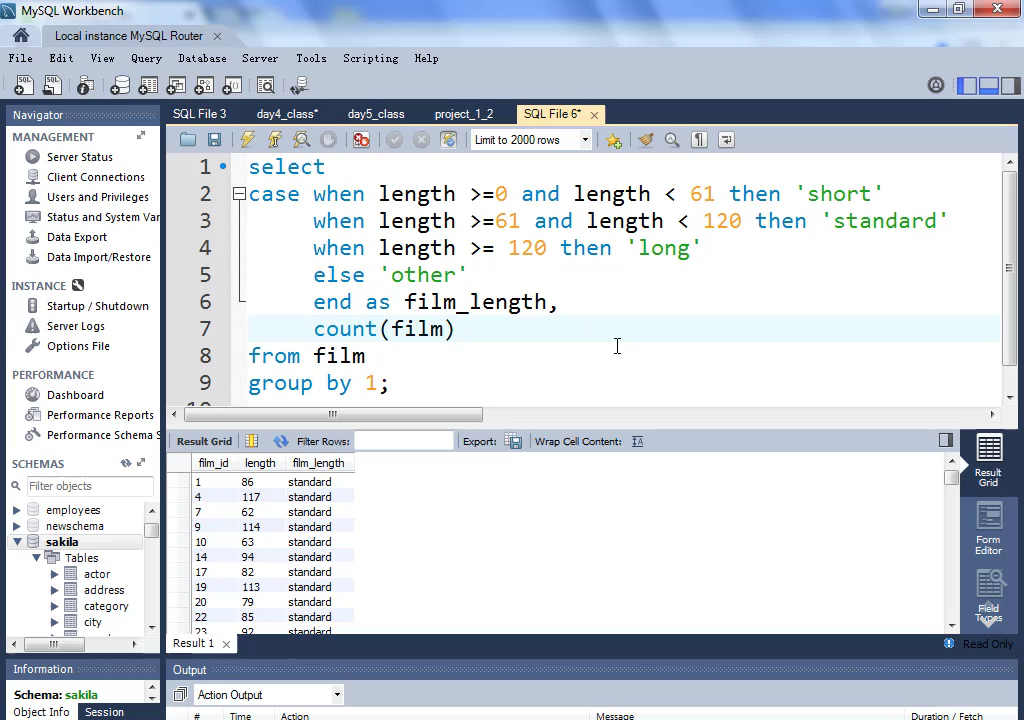 MySQL Workbench
Local instance MySQL Router ×
File Edit View Query Database Server Tools Scripting Help
Navigator
SQL File 3 day4_class* day5_class project_1_2 SQL File 6* ×
MANAGEMENT
Server Status
Client Connections
Users and Privileges
Status and System Var
Data Export
Data Import/Restore
INSTANCE
Startup / Shutdown
Server Logs
Options File
PERFORMANCE
Dashboard
Performance Reports
Performance Schema S
SCHEMAS
Filter objects
employees
newschema
sakila
Tables
actor
address
category
city
Information
Schema: sakila
Object Info Session
Limit to 2000 rows
1 select
2 case when length >=0 and length < 61 then 'short'
3 when length >=61 and length < 120 then 'standard'
4 when length >= 120 then 'long'
5 else 'other'
6 end as film_length,
7 count(film)
8 from film
9 group by 1;
Result Grid Filter Rows: Export: Wrap Cell Content:
film_id length film_length
1 86 standard
4 117 standard
7 62 standard
9 114 standard
10 63 standard
14 94 standard
17 82 standard
19 113 standard
20 79 standard
22 85 standard
23 92 standard
Result Grid
Form Editor
Field Types
Result 1 ×
Read Only
Output
Action Output
# Time Action Message Duration / Fetch